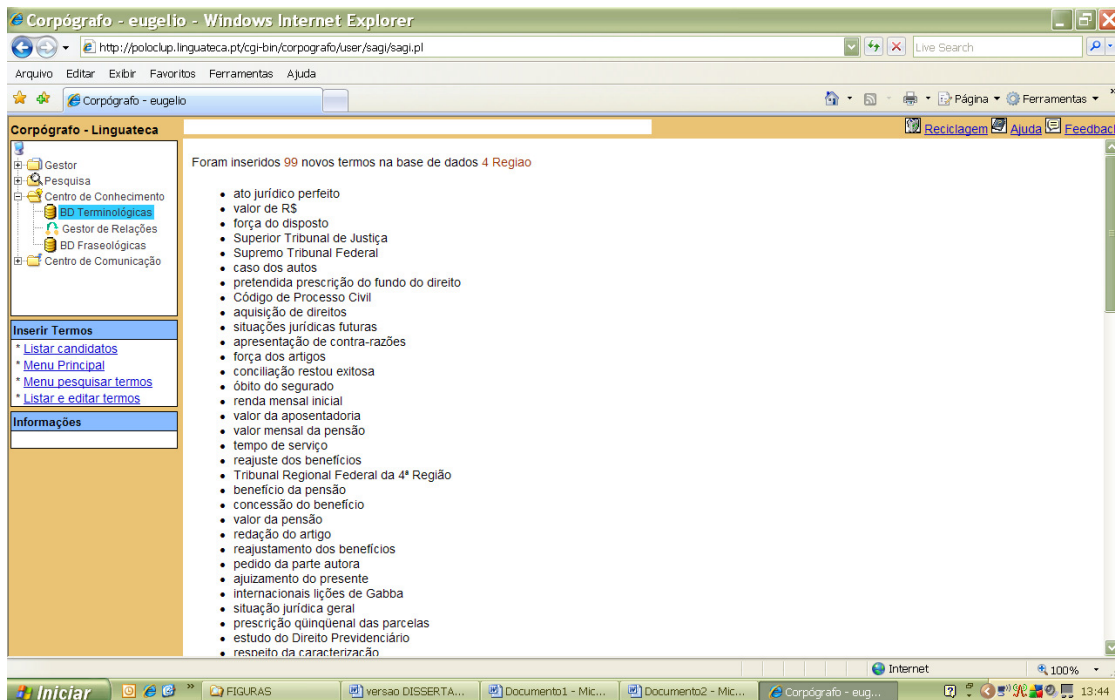 Corpógrafo - eugelio - Windows Internet Explorer
http://poloclup.linguateca.pt/cgi-bin/corpografo/user/sagi/sagi.pl
Live Search
Arquivo Editar Exibir Favoritos Ferramentas Ajuda
Corpógrafo - eugelio
Página Ferramentas
Corpógrafo - Linguateca
Reciclagem Ajuda Feedback
Gestor
Pesquisa
Centro de Conhecimento
BD Terminológicas
Gestor de Relações
BD Fraseológicas
Centro de Comunicação
Inserir Termos
* Listar candidatos
* Menu Principal
* Menu pesquisar termos
* Listar e editar termos
Informações
Foram inseridos 99 novos termos na base de dados 4 Regiao
• ato jurídico perfeito
• valor de R$
• força do disposto
• Superior Tribunal de Justiça
• Supremo Tribunal Federal
• caso dos autos
• pretendida prescrição do fundo do direito
• Código de Processo Civil
• aquisição de direitos
• situações jurídicas futuras
• apresentação de contra-razões
• força dos artigos
• conciliação restou exitosa
• óbito do segurado
• renda mensal inicial
• valor da aposentadoria
• valor mensal da pensão
• tempo de serviço
• reajuste dos benefícios
• Tribunal Regional Federal da 4ª Região
• benefício da pensão
• concessão do benefício
• valor da pensão
• redação do artigo
• reajustamento dos benefícios
• pedido da parte autora
• ajuizamento do presente
• internacionais lições de Gabba
• situação jurídica geral
• prescrição qüinqüenal das parcelas
• estudo do Direito Previdenciário
• respeito da caracterização
Internet 100%
Iniciar FIGURAS versao DISSERTA... Documento1 - Mic... Documento2 - Mic... Corpógrafo - eug... 13:44